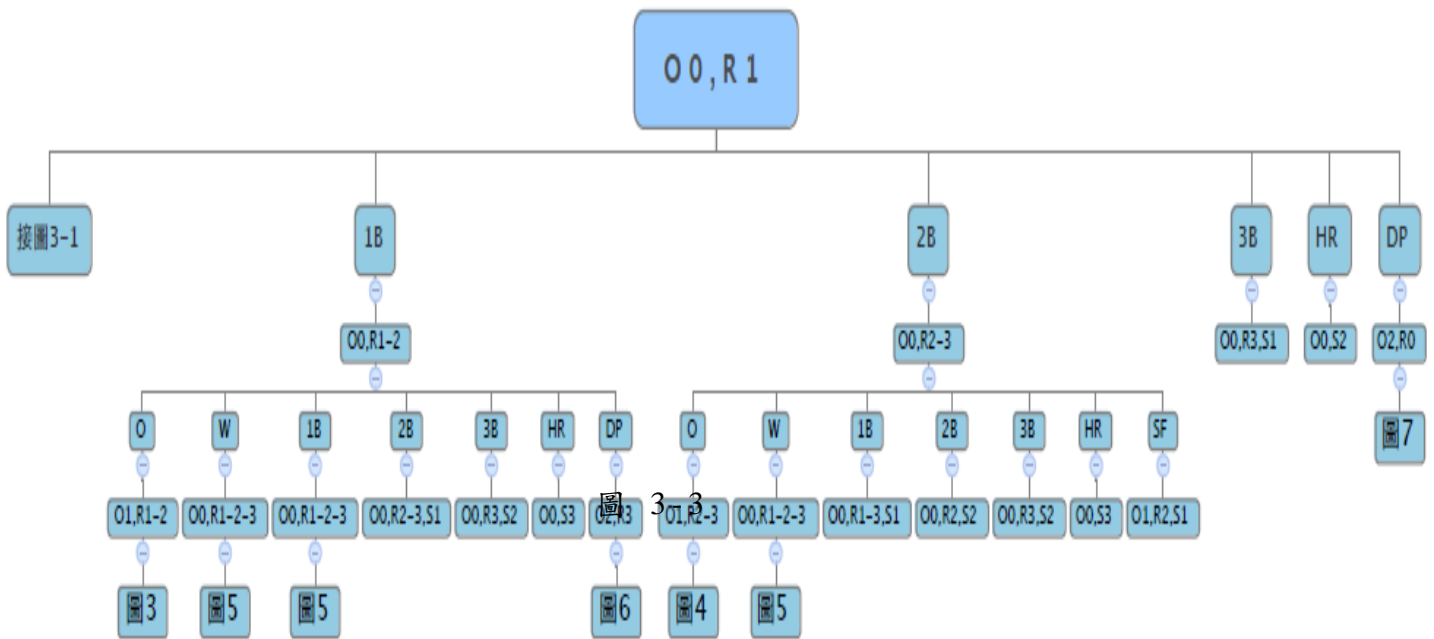 O0,R1
接圖3-1 1B 2B 3B HR DP
O0,R1-2 O0,R2-3 O0,R3,S1 O0,S2 O2,R0
O W 1B 2B 3B HR DP O W 1B 2B 3B HR SF 圖7
O1,R1-2 O0,R1-2-3 O0,R1-2-3 O0,R2-3,S1 O0,R3,S2 O0,S3 O2,R3 O1,R2-3 O0,R1-2-3 O0,R1-3,S1 O0,R2,S2 O0,R3,S2 O0,S3 O1,R2,S1
圖 3-3
圖3 圖5 圖5 圖6 圖4 圖5